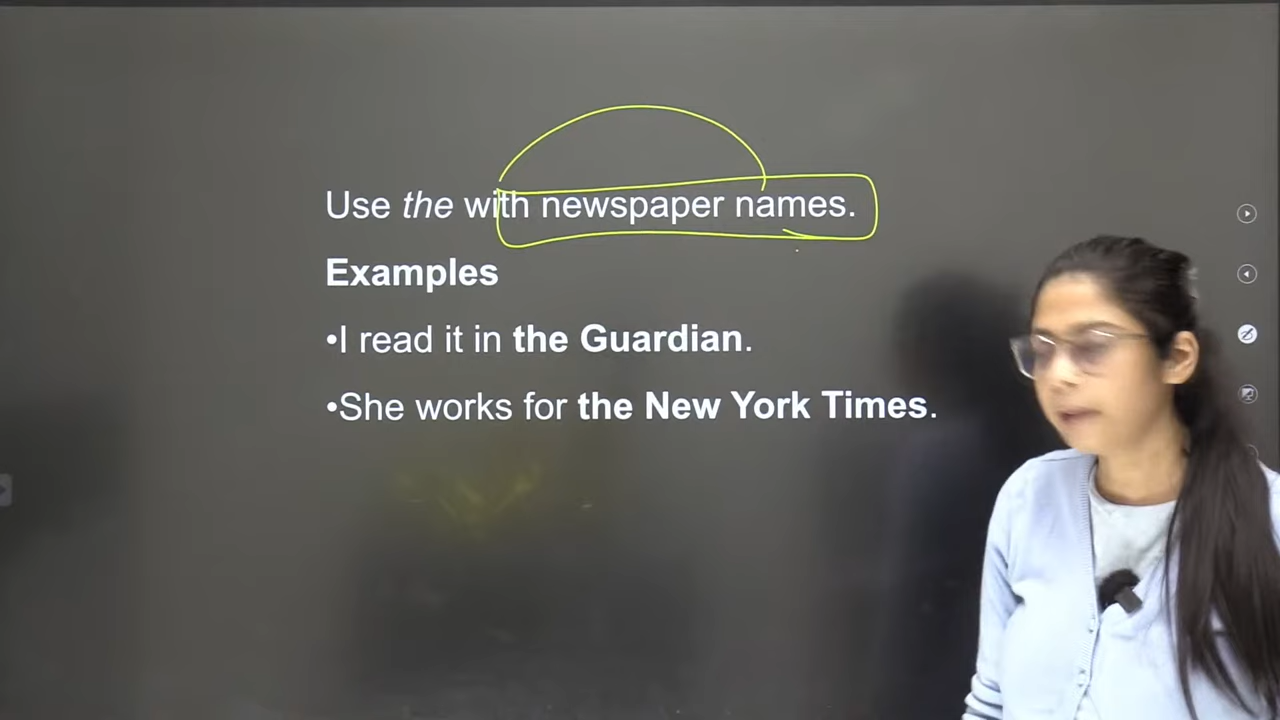 Use the with newspaper names.
Examples
•I read it in the Guardian.
•She works for the New York Times.